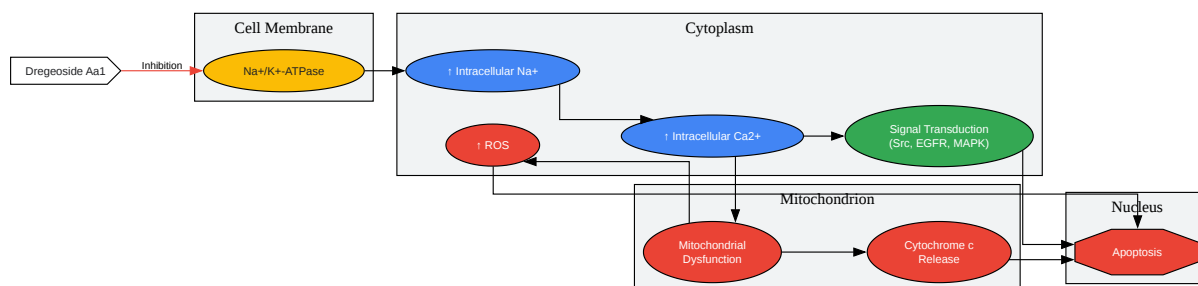 Cell Membrane
Cytoplasm
Dregeoside Aa1
Inhibition
Na+/K+-ATPase
↑ Intracellular Na+
↑ Intracellular Ca2+
Signal Transduction
(Src, EGFR, MAPK)
↑ ROS
Mitochondrion
Nucleus
Mitochondrial
Dysfunction
Cytochrome c
Release
Apoptosis